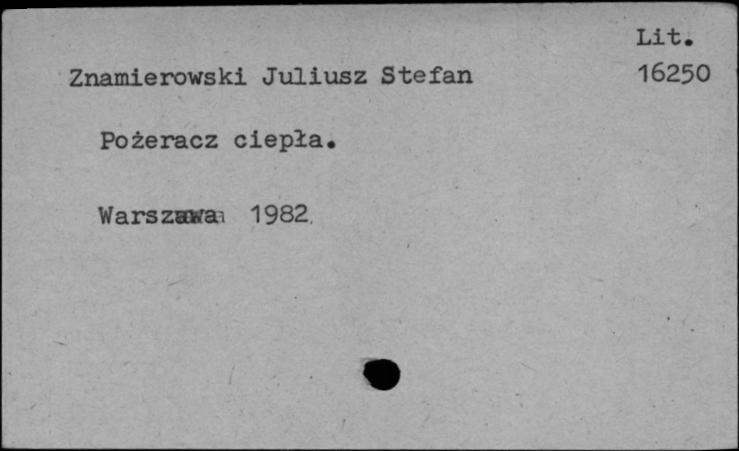 Lit.
Znamierowski Juliusz Stefan 16250
Pożeracz ciepła.
Warszawa 1982.